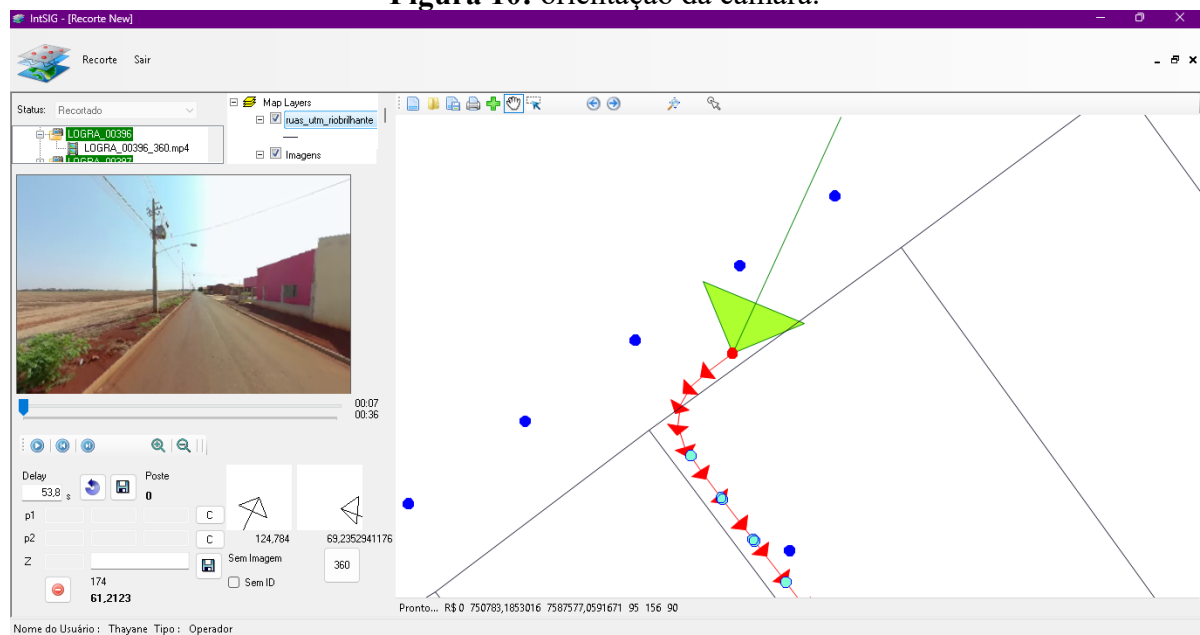 Figura 10: orientação da câmara.
IntSIG - [Recorte New]
Recorte Sair
Status: Recortado
LOGRA_00396
LOGRA_00396_360.mp4
LOGRA_00397
Map Layers
ruas_utm_riobrilhante
Imagens
00:07
00:36
Delay
53,8 s
Poste
0
p1 C
p2 C
Z
124,784
69,2352941176
Sem Imagem
Sem ID
360
174
61,2123
Pronto... R$ 0 750783,1853016 7587577,0591671 95 156 90
Nome do Usuário : Thayane Tipo : Operador